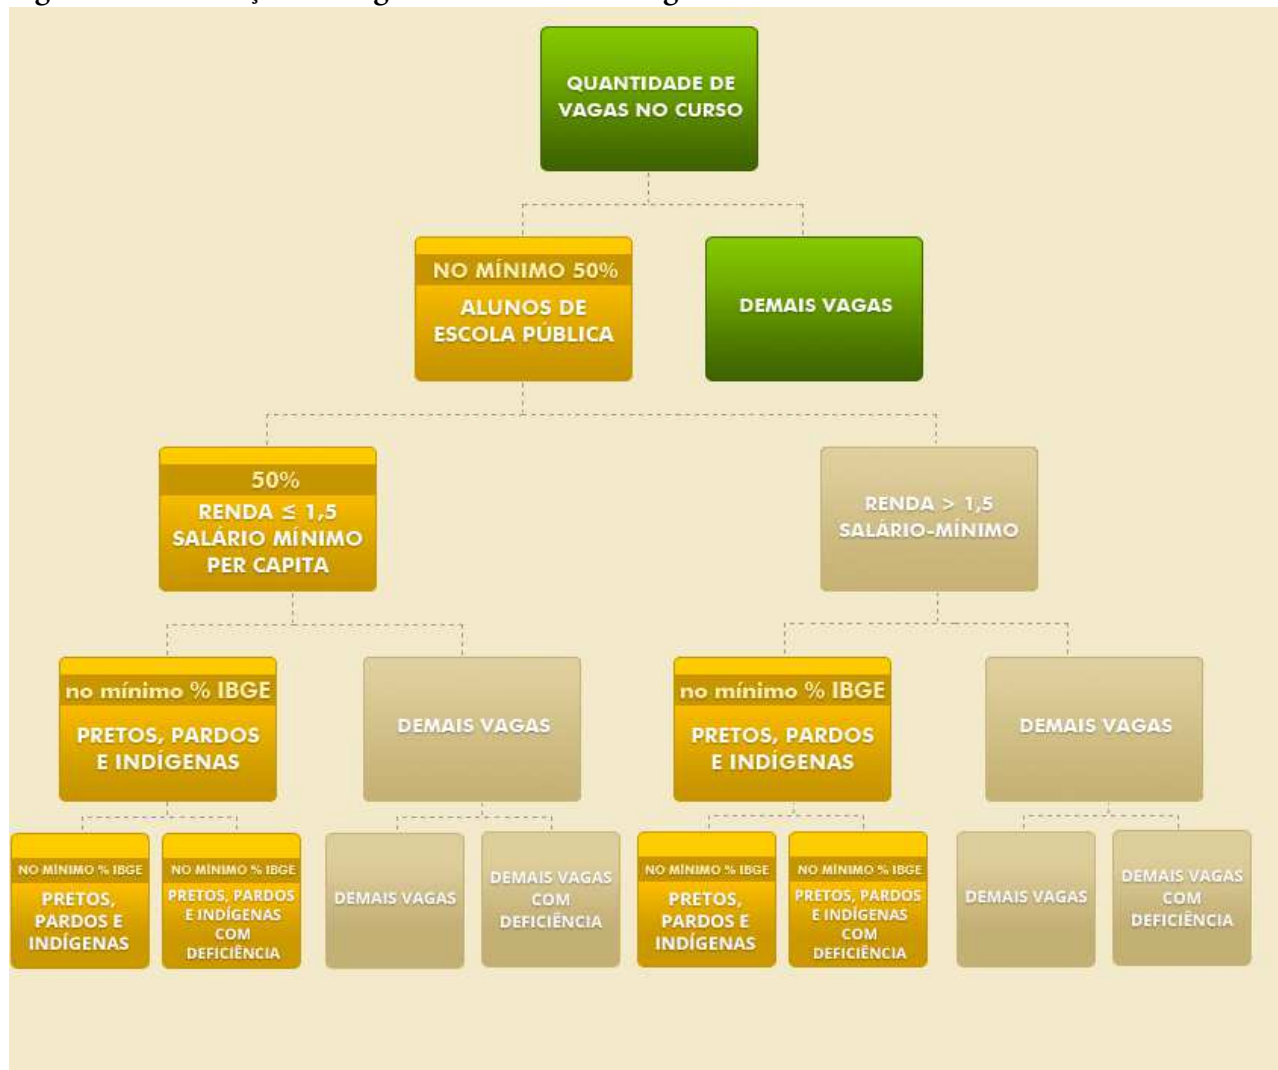 QUANTIDADE DE
VAGAS NO CURSO
NO MÍNIMO 50%
ALUNOS DE
ESCOLA PÚBLICA
DEMAIS VAGAS
50%
RENDA ≤ 1,5
SALÁRIO MÍNIMO
PER CAPITA
RENDA > 1,5
SALÁRIO-MÍNIMO
no mínimo % IBGE
PRETOS, PARDOS
E INDÍGENAS
DEMAIS VAGAS
no mínimo % IBGE
PRETOS, PARDOS
E INDÍGENAS
DEMAIS VAGAS
NO MÍNIMO % IBGE
PRETOS,
PARDOS E
INDÍGENAS
NO MÍNIMO % IBGE
PRETOS, PARDOS
E INDÍGENAS
COM
DEFICIÊNCIA
DEMAIS VAGAS
DEMAIS VAGAS
COM
DEFICIÊNCIA
NO MÍNIMO % IBGE
PRETOS,
PARDOS E
INDÍGENAS
NO MÍNIMO % IBGE
PRETOS, PARDOS
E INDÍGENAS
COM
DEFICIÊNCIA
DEMAIS VAGAS
DEMAIS VAGAS
COM
DEFICIÊNCIA